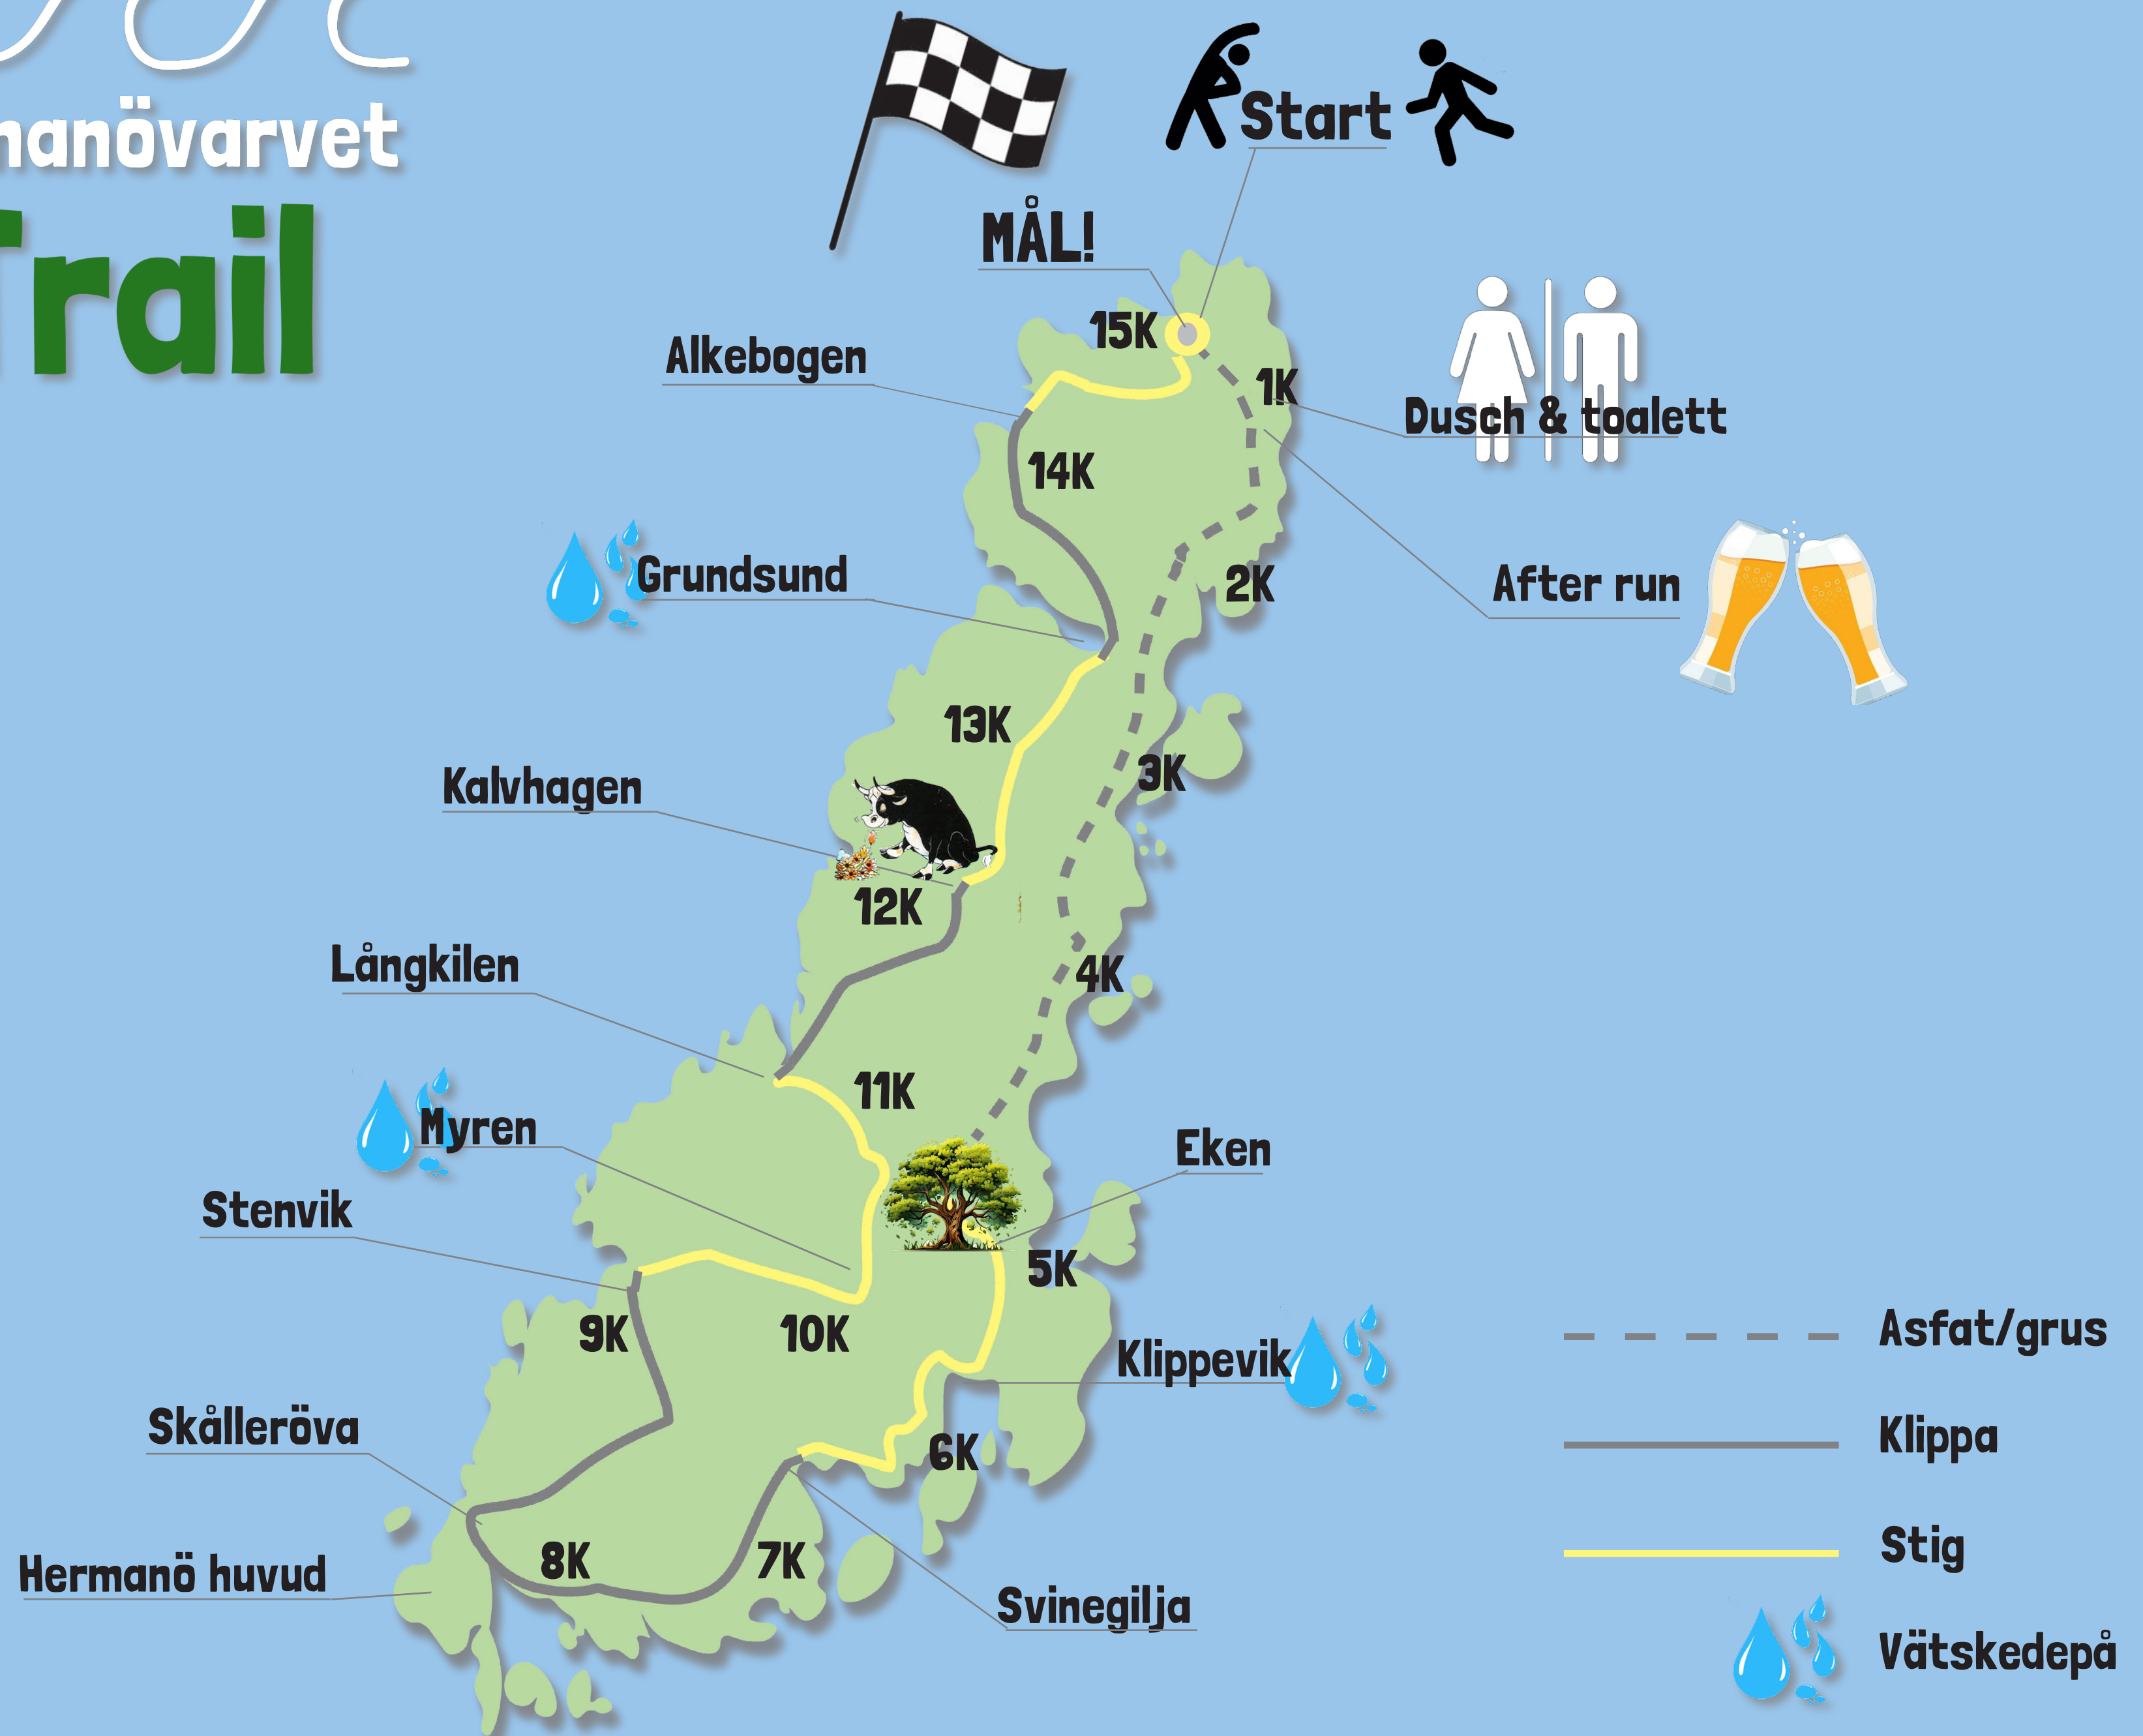 manövarvet
Trail
Start
MÅL!
15K
Alkebogen
1K
Dusch & toalett
14K
Grundsund
2K
After run
13K
3K
Kalvhagen
12K
Långkilen
4K
11K
Myren
Eken
Stenvik
5K
9K
10K
Asfat/grus
Klippevik
Skålleröva
Klippa
6K
Stig
8K
7K
Hermanö huvud
Svinegilja
Vätskedepå